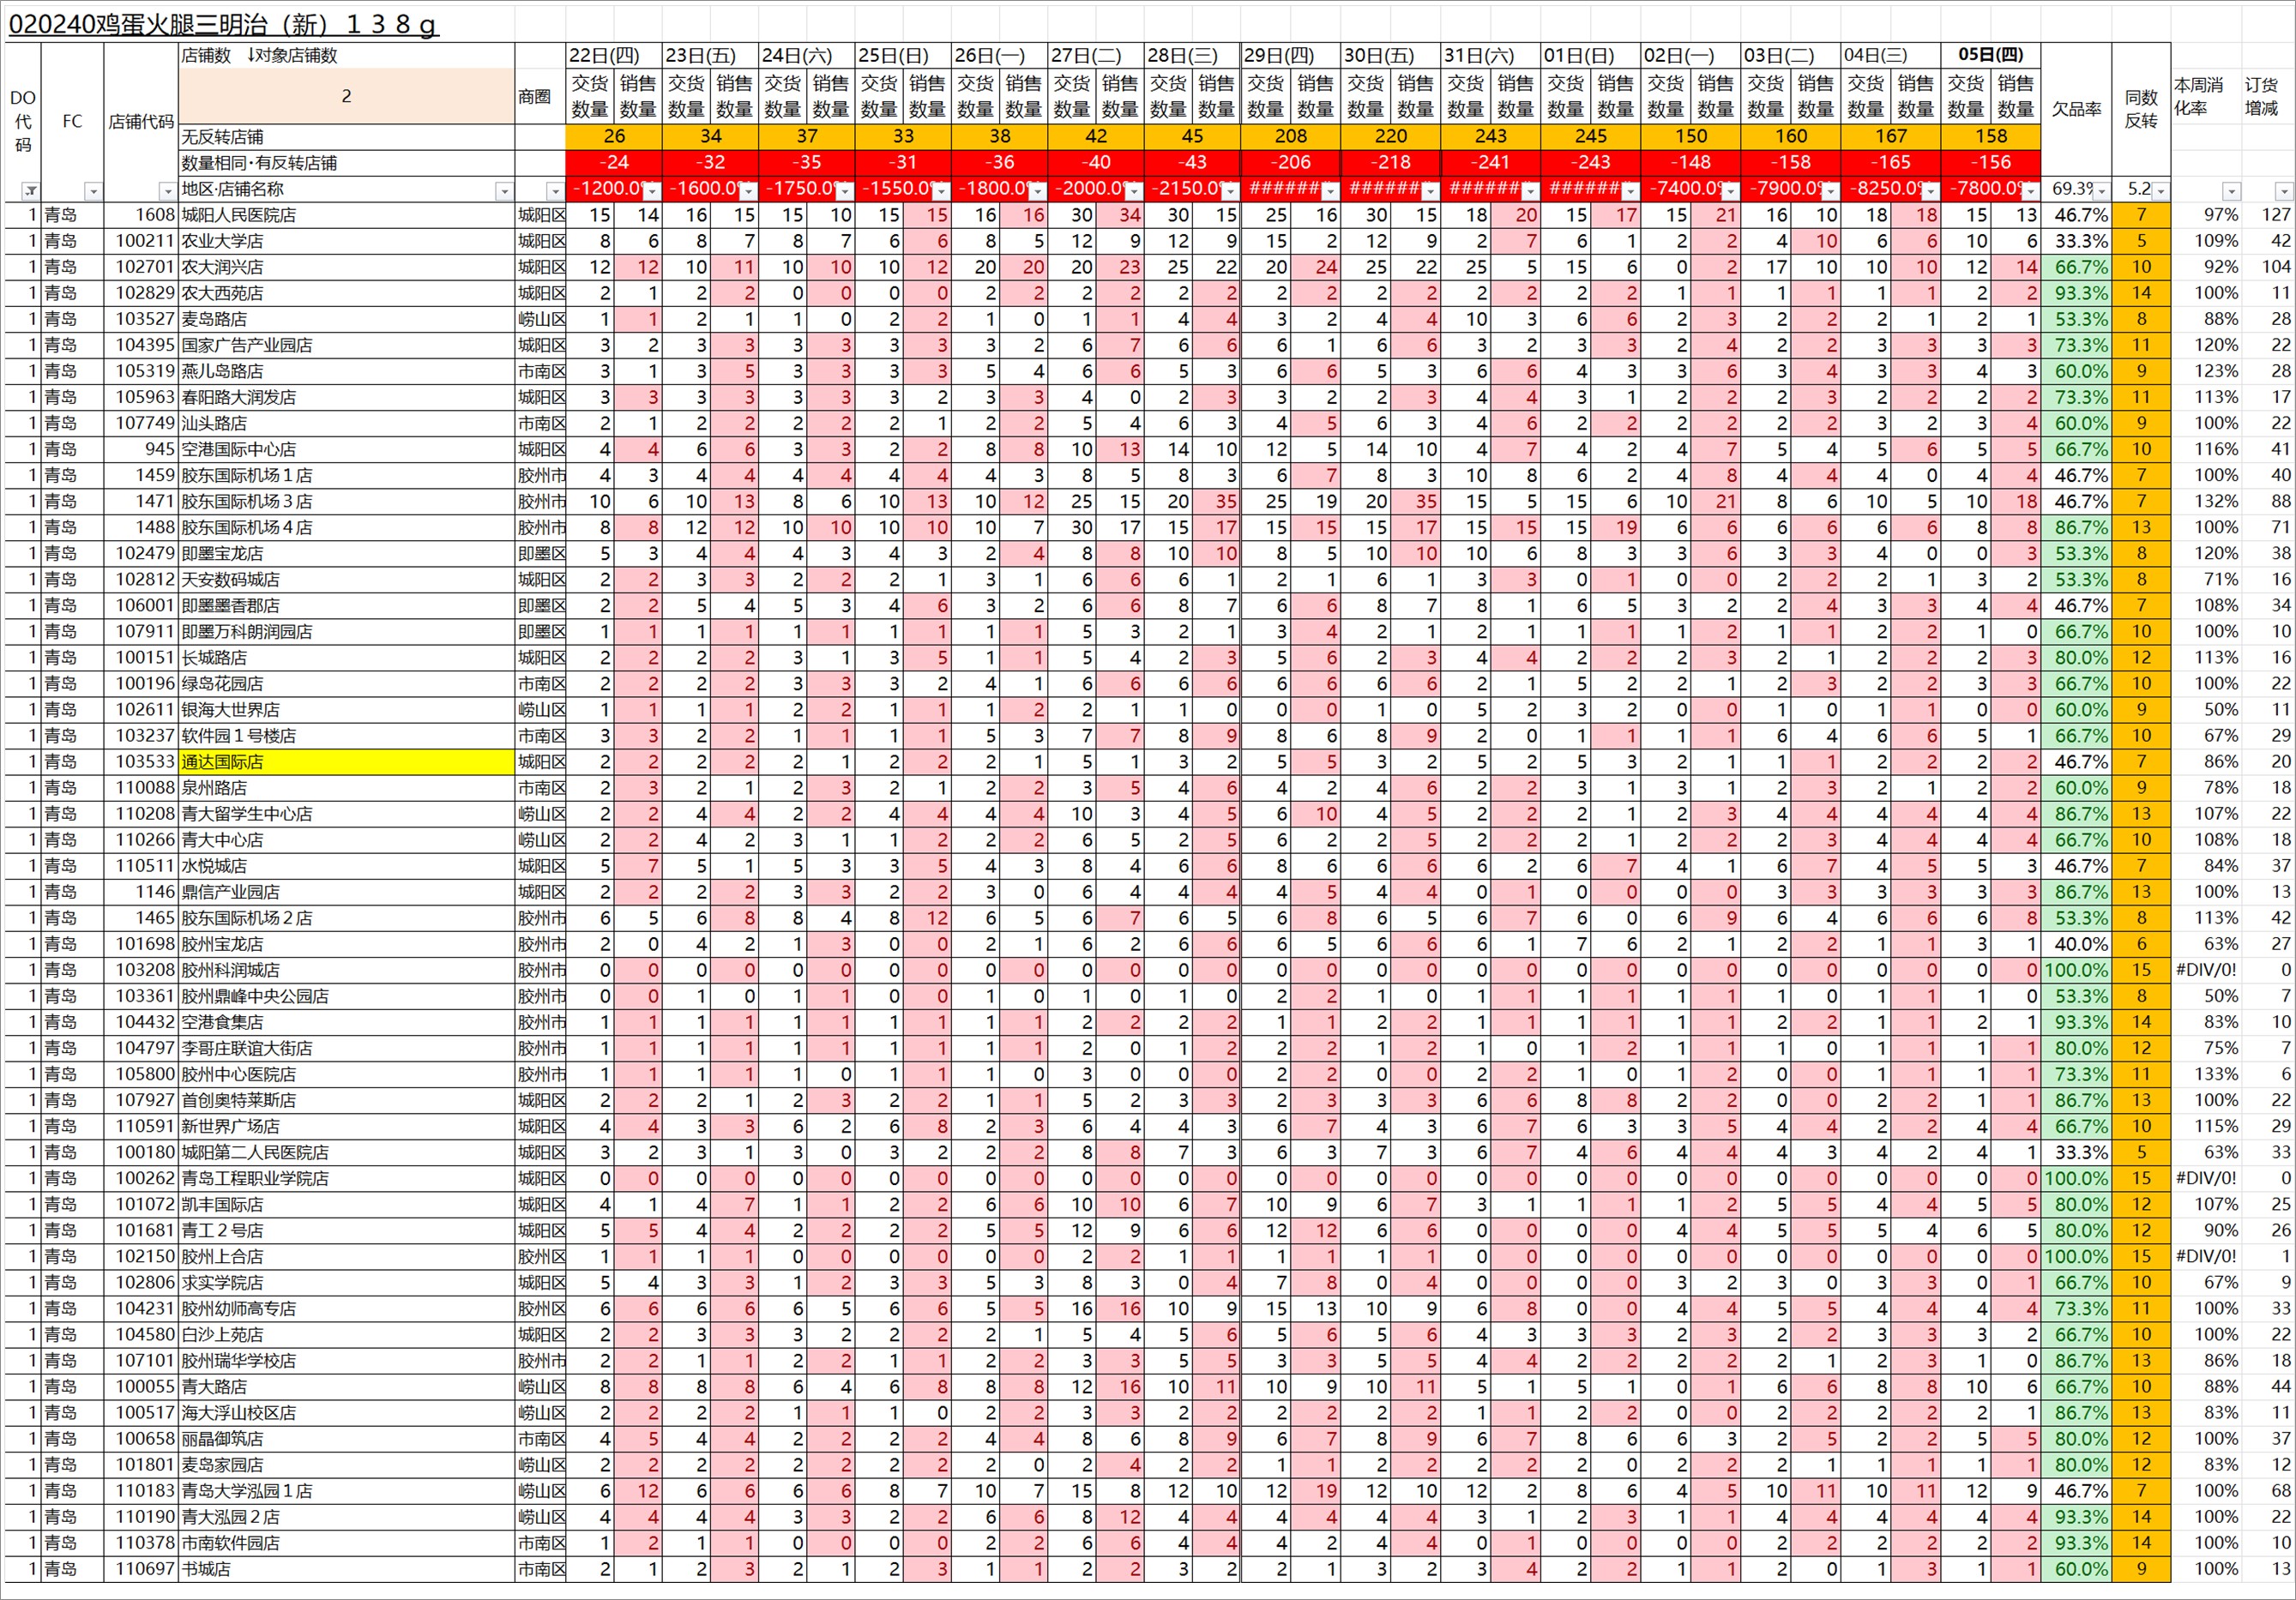 020240鸡蛋火腿三明治（新）１３８ｇ
DO代码 FC 店铺代码 店铺数 ↓对象店铺数 商圈 22日(四) 23日(五) 24日(六) 25日(日) 26日(一) 27日(二) 28日(三) 29日(四) 30日(五) 31日(六) 01日(日) 02日(一) 03日(二) 04日(三) 05日(四) 欠品率 同数反转 本周消化率 订货增减
2 交货数量 销售数量 交货数量 销售数量 交货数量 销售数量 交货数量 销售数量 交货数量 销售数量 交货数量 销售数量 交货数量 销售数量 交货数量 销售数量 交货数量 销售数量 交货数量 销售数量 交货数量 销售数量 交货数量 销售数量 交货数量 销售数量 交货数量 销售数量 交货数量 销售数量
无反转店铺 26 34 37 33 38 42 45 208 220 243 245 150 160 167 158
数量相同·有反转店铺 -24 -32 -35 -31 -36 -40 -43 -206 -218 -241 -243 -148 -158 -165 -156
地区·店铺名称 -1200.0% -1600.0% -1750.0% -1550.0% -1800.0% -2000.0% -2150.0% ###### ###### ###### ###### -7400.0% -7900.0% -8250.0% -7800.0% 69.3% 5.2
1 青岛 1608 城阳人民医院店 城阳区 15 14 16 15 15 10 15 15 16 16 30 34 30 15 25 16 30 15 18 20 15 17 15 21 16 10 18 18 15 13 46.7% 7 97% 127
1 青岛 100211 农业大学店 城阳区 8 6 8 7 8 7 6 6 8 5 12 9 12 9 15 2 12 9 2 7 6 1 2 2 4 10 6 6 10 6 33.3% 5 109% 42
1 青岛 102701 农大润兴店 城阳区 12 12 10 11 10 10 10 12 20 20 20 23 25 22 20 24 25 22 25 5 15 6 0 2 17 10 10 10 12 14 66.7% 10 92% 104
1 青岛 102829 农大西苑店 城阳区 2 1 2 2 0 0 0 0 2 2 2 2 2 2 2 2 2 2 2 2 2 2 1 1 1 1 1 1 2 2 93.3% 14 100% 11
1 青岛 103527 麦岛路店 崂山区 1 1 2 1 1 0 2 2 1 0 1 1 4 4 3 2 4 4 10 3 6 6 2 3 2 2 2 1 2 1 53.3% 8 88% 28
1 青岛 104395 国家广告产业园店 城阳区 3 2 3 3 3 3 3 3 3 2 6 7 6 6 6 1 6 6 3 2 3 3 2 4 2 2 3 3 3 3 73.3% 11 120% 22
1 青岛 105319 燕儿岛路店 市南区 3 1 3 5 3 3 3 3 5 4 6 6 5 3 6 6 5 3 6 6 4 3 3 6 3 4 3 3 4 3 60.0% 9 123% 28
1 青岛 105963 春阳路大润发店 城阳区 3 3 3 3 3 3 3 2 3 3 4 0 2 3 3 2 2 3 4 4 3 1 2 2 2 3 2 2 2 2 73.3% 11 113% 17
1 青岛 107749 汕头路店 市南区 2 1 2 2 2 2 2 1 2 2 5 4 6 3 4 5 6 3 4 6 2 2 2 2 2 2 3 2 3 4 60.0% 9 100% 22
1 青岛 945 空港国际中心店 城阳区 4 4 6 6 3 3 2 2 8 8 10 13 14 10 12 5 14 10 4 7 4 2 4 7 5 4 5 6 5 5 66.7% 10 116% 41
1 青岛 1459 胶东国际机场１店 胶州市 4 3 4 4 4 4 4 4 4 3 8 5 8 3 6 7 8 3 10 8 6 2 4 8 4 4 4 0 4 4 46.7% 7 100% 40
1 青岛 1471 胶东国际机场３店 胶州市 10 6 10 13 8 6 10 13 10 12 25 15 20 35 25 19 20 35 15 5 15 6 10 21 8 6 10 5 10 18 46.7% 7 132% 88
1 青岛 1488 胶东国际机场４店 胶州市 8 8 12 12 10 10 10 10 10 7 30 17 15 17 15 15 15 17 15 15 15 19 6 6 6 6 6 6 8 8 86.7% 13 100% 71
1 青岛 102479 即墨宝龙店 即墨区 5 3 4 4 4 3 4 3 2 4 8 8 10 10 8 5 10 10 10 6 8 3 3 6 3 3 4 0 0 3 53.3% 8 120% 38
1 青岛 102812 天安数码城店 城阳区 2 2 3 3 2 2 2 1 3 1 6 6 6 1 2 1 6 1 3 3 0 1 0 0 2 2 2 1 3 2 53.3% 8 71% 16
1 青岛 106001 即墨墨香郡店 即墨区 2 2 5 4 5 3 4 6 3 2 6 6 8 7 6 6 8 7 8 1 6 5 3 2 2 4 3 3 4 4 46.7% 7 108% 34
1 青岛 107911 即墨万科朗润园店 即墨区 1 1 1 1 1 1 1 1 1 1 5 3 2 1 3 4 2 1 2 1 1 1 1 2 1 1 2 2 1 0 66.7% 10 100% 10
1 青岛 100151 长城路店 城阳区 2 2 2 2 3 1 3 5 1 1 5 4 2 3 5 6 2 3 4 4 2 2 2 3 2 1 2 2 2 3 80.0% 12 113% 16
1 青岛 100196 绿岛花园店 市南区 2 2 2 2 3 3 3 2 4 1 6 6 6 6 6 6 6 6 2 1 5 2 2 1 2 3 2 2 3 3 66.7% 10 100% 22
1 青岛 102611 银海大世界店 崂山区 1 1 1 1 2 2 1 1 1 2 2 1 1 0 0 0 1 0 5 2 3 2 0 0 1 0 1 1 0 0 60.0% 9 50% 11
1 青岛 103237 软件园１号楼店 市南区 3 3 2 2 1 1 1 1 5 3 7 7 8 9 8 6 8 9 2 0 1 1 1 1 6 4 6 6 5 1 66.7% 10 67% 29
1 青岛 103533 通达国际店 城阳区 2 2 2 2 2 1 2 2 2 1 5 1 3 2 5 5 3 2 5 2 5 3 2 1 1 1 2 2 2 2 46.7% 7 86% 20
1 青岛 110088 泉州路店 市南区 2 3 2 1 2 3 2 1 2 2 3 5 4 6 4 2 4 6 2 2 3 1 3 1 2 3 2 1 2 2 60.0% 9 78% 18
1 青岛 110208 青大留学生中心店 崂山区 2 2 4 4 2 2 4 4 4 4 10 3 4 5 6 10 4 5 2 2 2 1 2 3 4 4 4 4 4 4 86.7% 13 107% 22
1 青岛 110266 青大中心店 崂山区 2 2 4 2 3 1 1 2 2 2 6 5 2 5 6 2 2 5 2 2 2 1 2 2 2 3 4 4 4 4 66.7% 10 108% 18
1 青岛 110511 水悦城店 城阳区 5 7 5 1 5 3 3 5 4 3 8 4 6 6 8 6 6 6 6 2 6 7 4 1 6 7 4 5 5 3 46.7% 7 84% 37
1 青岛 1146 鼎信产业园店 城阳区 2 2 2 2 3 3 2 2 3 0 6 4 4 4 4 5 4 4 0 1 0 0 0 0 3 3 3 3 3 3 86.7% 13 100% 13
1 青岛 1465 胶东国际机场２店 胶州市 6 5 6 8 8 4 8 12 6 5 6 7 6 5 6 8 6 5 6 7 6 0 6 9 6 4 6 6 6 8 53.3% 8 113% 42
1 青岛 101698 胶州宝龙店 胶州市 2 0 4 2 1 3 0 0 2 1 6 2 6 6 6 5 6 6 6 1 7 6 2 1 2 2 1 1 3 1 40.0% 6 63% 27
1 青岛 103208 胶州科润城店 胶州市 0 0 0 0 0 0 0 0 0 0 0 0 0 0 0 0 0 0 0 0 0 0 0 0 0 0 0 0 0 0 100.0% 15 #DIV/0! 0
1 青岛 103361 胶州鼎峰中央公园店 胶州市 0 0 1 0 1 1 0 0 1 0 1 0 1 0 2 2 1 0 1 1 1 1 1 1 1 0 1 1 1 0 53.3% 8 50% 7
1 青岛 104432 空港食集店 胶州市 1 1 1 1 1 1 1 1 1 1 2 2 2 2 1 1 2 2 1 1 1 1 1 1 2 2 1 1 2 1 93.3% 14 83% 10
1 青岛 104797 李哥庄联谊大街店 胶州市 1 1 1 1 1 1 1 1 1 1 2 0 1 2 2 2 1 2 1 0 1 2 1 1 1 0 1 1 1 1 80.0% 12 75% 7
1 青岛 105800 胶州中心医院店 胶州市 1 1 1 1 1 0 1 1 1 0 3 0 0 0 2 2 0 0 2 2 1 0 1 2 0 0 1 1 1 1 73.3% 11 133% 6
1 青岛 107927 首创奥特莱斯店 城阳区 2 2 2 1 2 3 2 2 1 1 5 2 3 3 2 3 3 3 6 6 8 8 2 2 0 0 2 2 1 1 86.7% 13 100% 22
1 青岛 110591 新世界广场店 城阳区 4 4 3 3 6 2 6 8 2 3 6 4 4 3 6 7 4 3 6 7 6 3 3 5 4 4 2 2 4 4 66.7% 10 115% 29
1 青岛 100180 城阳第二人民医院店 城阳区 3 2 3 1 3 0 3 2 2 2 8 8 7 3 6 3 7 3 6 7 4 6 4 4 4 3 4 2 4 1 33.3% 5 63% 33
1 青岛 100262 青岛工程职业学院店 城阳区 0 0 0 0 0 0 0 0 0 0 0 0 0 0 0 0 0 0 0 0 0 0 0 0 0 0 0 0 0 0 100.0% 15 #DIV/0! 0
1 青岛 101072 凯丰国际店 城阳区 4 1 4 7 1 1 2 2 6 6 10 10 6 7 10 9 6 7 3 1 1 1 1 2 5 5 4 4 5 5 80.0% 12 107% 25
1 青岛 101681 青工２号店 城阳区 5 5 4 4 2 2 2 2 5 5 12 9 6 6 12 12 6 6 0 0 0 0 4 4 5 5 5 4 6 5 80.0% 12 90% 26
1 青岛 102150 胶州上合店 胶州区 1 1 1 1 0 0 0 0 0 0 2 2 1 1 1 1 1 1 0 0 0 0 0 0 0 0 0 0 0 0 100.0% 15 #DIV/0! 1
1 青岛 102806 求实学院店 城阳区 5 4 3 3 1 2 3 3 5 3 8 3 0 4 7 8 0 4 0 0 0 0 3 2 3 0 3 3 0 1 66.7% 10 67% 9
1 青岛 104231 胶州幼师高专店 胶州区 6 6 6 6 6 5 6 6 5 5 16 16 10 9 15 13 10 9 6 8 0 0 4 4 5 5 4 4 4 4 73.3% 11 100% 33
1 青岛 104580 白沙上苑店 城阳区 2 2 3 3 3 2 2 2 2 1 5 4 5 6 5 6 5 6 4 3 3 3 2 3 2 2 3 3 3 2 66.7% 10 100% 22
1 青岛 107101 胶州瑞华学校店 胶州市 2 2 1 1 2 2 1 1 2 2 3 3 5 5 3 3 5 5 4 4 2 2 2 2 2 1 2 3 1 0 86.7% 13 86% 18
1 青岛 100055 青大路店 崂山区 8 8 8 8 6 4 6 8 8 8 12 16 10 11 10 9 10 11 5 1 5 1 0 1 6 6 8 8 10 6 66.7% 10 88% 44
1 青岛 100517 海大浮山校区店 崂山区 2 2 2 2 1 1 1 0 2 2 3 3 2 2 2 2 2 2 1 1 2 2 0 0 2 2 2 2 2 1 86.7% 13 83% 11
1 青岛 100658 丽晶御筑店 市南区 4 5 4 4 2 2 2 2 4 4 8 6 8 9 6 7 8 9 6 7 8 6 6 3 2 5 2 2 5 5 80.0% 12 100% 37
1 青岛 101801 麦岛家园店 崂山区 2 2 2 2 2 2 2 2 2 0 2 4 2 2 1 1 2 2 2 2 2 0 2 2 2 1 1 1 1 1 80.0% 12 83% 12
1 青岛 110183 青岛大学泓园１店 崂山区 6 12 6 6 6 6 8 7 10 7 15 8 12 10 12 19 12 10 12 2 8 6 4 5 10 11 10 11 12 9 46.7% 7 100% 68
1 青岛 110190 青大泓园２店 崂山区 4 4 4 4 3 3 2 2 6 6 8 12 4 4 4 4 4 4 3 1 2 3 1 1 4 4 4 4 4 4 93.3% 14 100% 22
1 青岛 110378 市南软件园店 市南区 1 2 1 1 0 0 0 0 2 2 6 6 4 4 4 2 4 4 0 1 0 0 0 0 2 2 2 2 2 2 93.3% 14 100% 10
1 青岛 110697 书城店 市南区 2 1 2 3 2 1 2 3 1 1 2 2 3 2 2 1 3 2 3 4 2 2 1 1 2 0 1 3 1 1 60.0% 9 100% 13